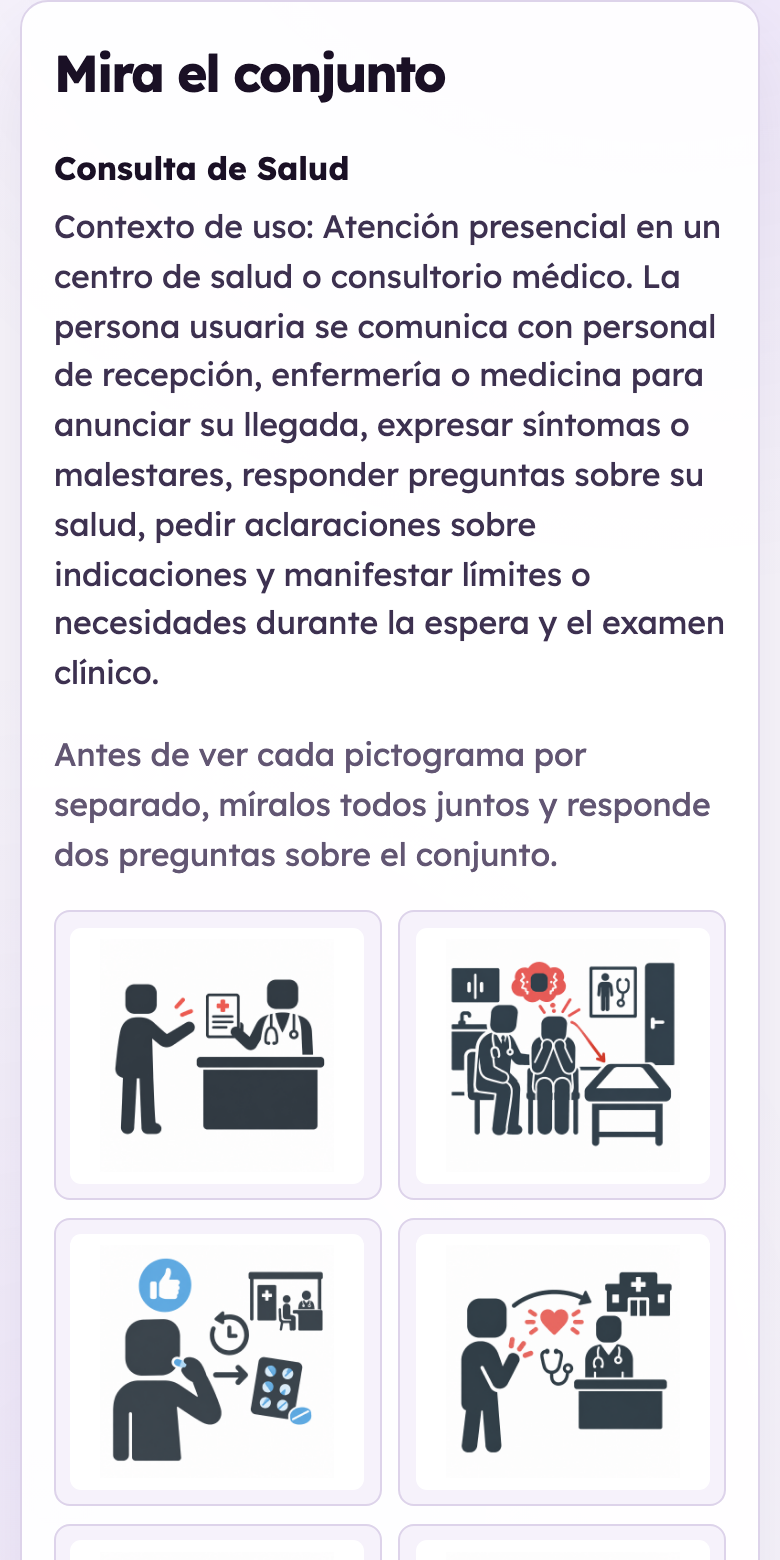 Mira el conjunto
Consulta de Salud
Contexto de uso: Atención presencial en un
centro de salud o consultorio médico. La
persona usuaria se comunica con personal
de recepción, enfermería o medicina para
anunciar su llegada, expresar síntomas o
malestares, responder preguntas sobre su
salud, pedir aclaraciones sobre
indicaciones y manifestar límites o
necesidades durante la espera y el examen
clínico.
Antes de ver cada pictograma por
separado, míralos todos juntos y responde
dos preguntas sobre el conjunto.